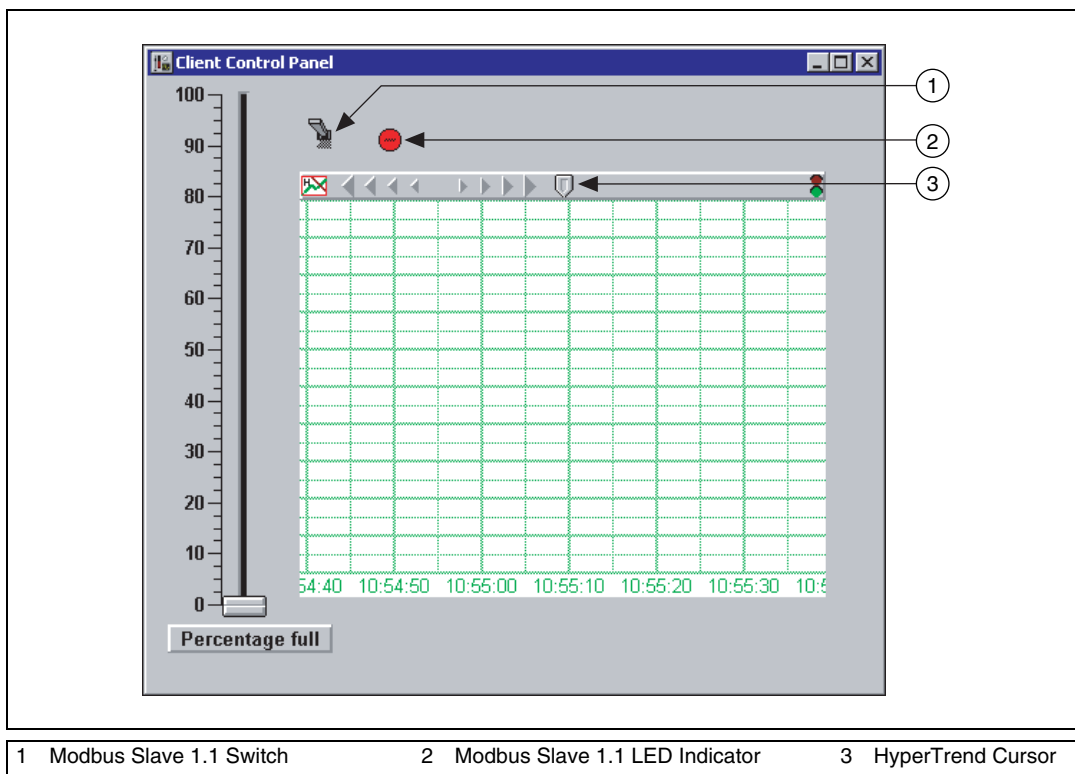 Client Control Panel
100
90
80
70
60
50
40
30
20
10
0
Percentage full
1
2
3
H
54:40 10:54:50 10:55:00 10:55:10 10:55:20 10:55:30 10:5
1 Modbus Slave 1.1 Switch 2 Modbus Slave 1.1 LED Indicator 3 HyperTrend Cursor